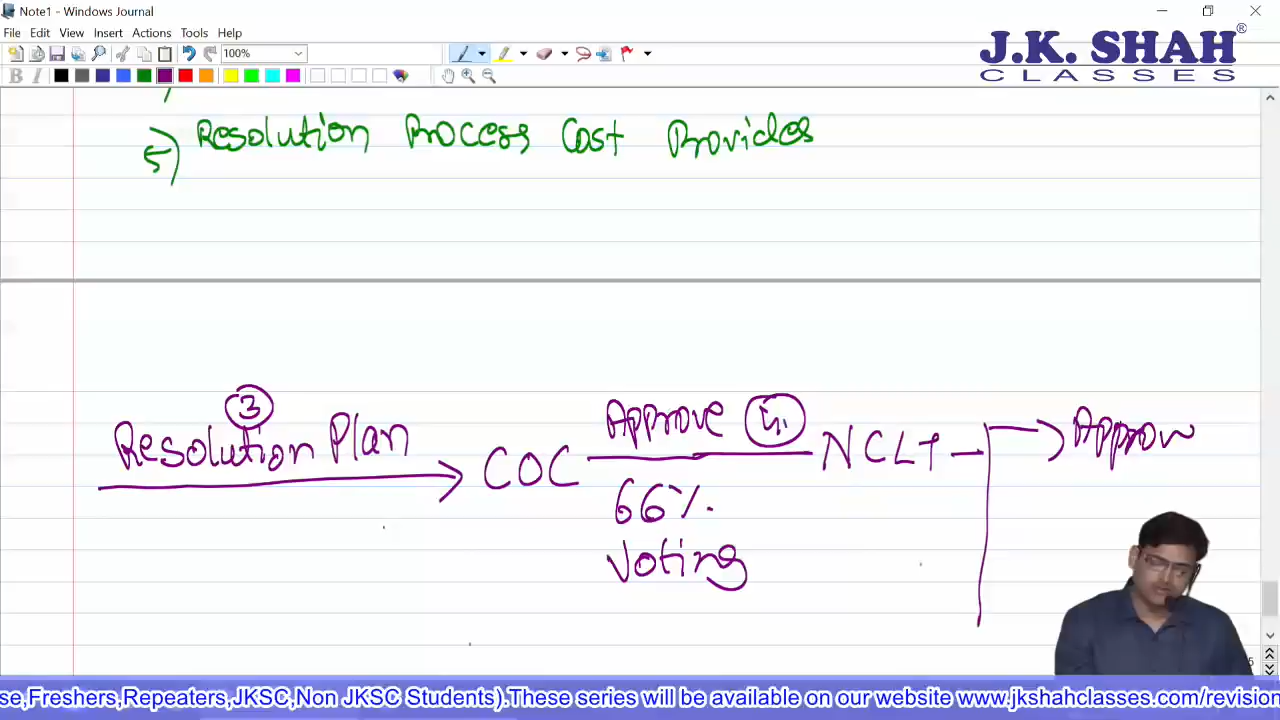 Note1 - Windows Journal
File Edit View Insert Actions Tools Help
100%
B I
J.K. SHAH®
CLASSES
5) Resolution Process Cost Provides
3
Resolution Plan
COC
Approve
66%
Voting
NCLT
Approv
se,Freshers,Repeaters,JKSC,Non JKSC Students).These series will be available on our website www.jkshahclasses.com/revision